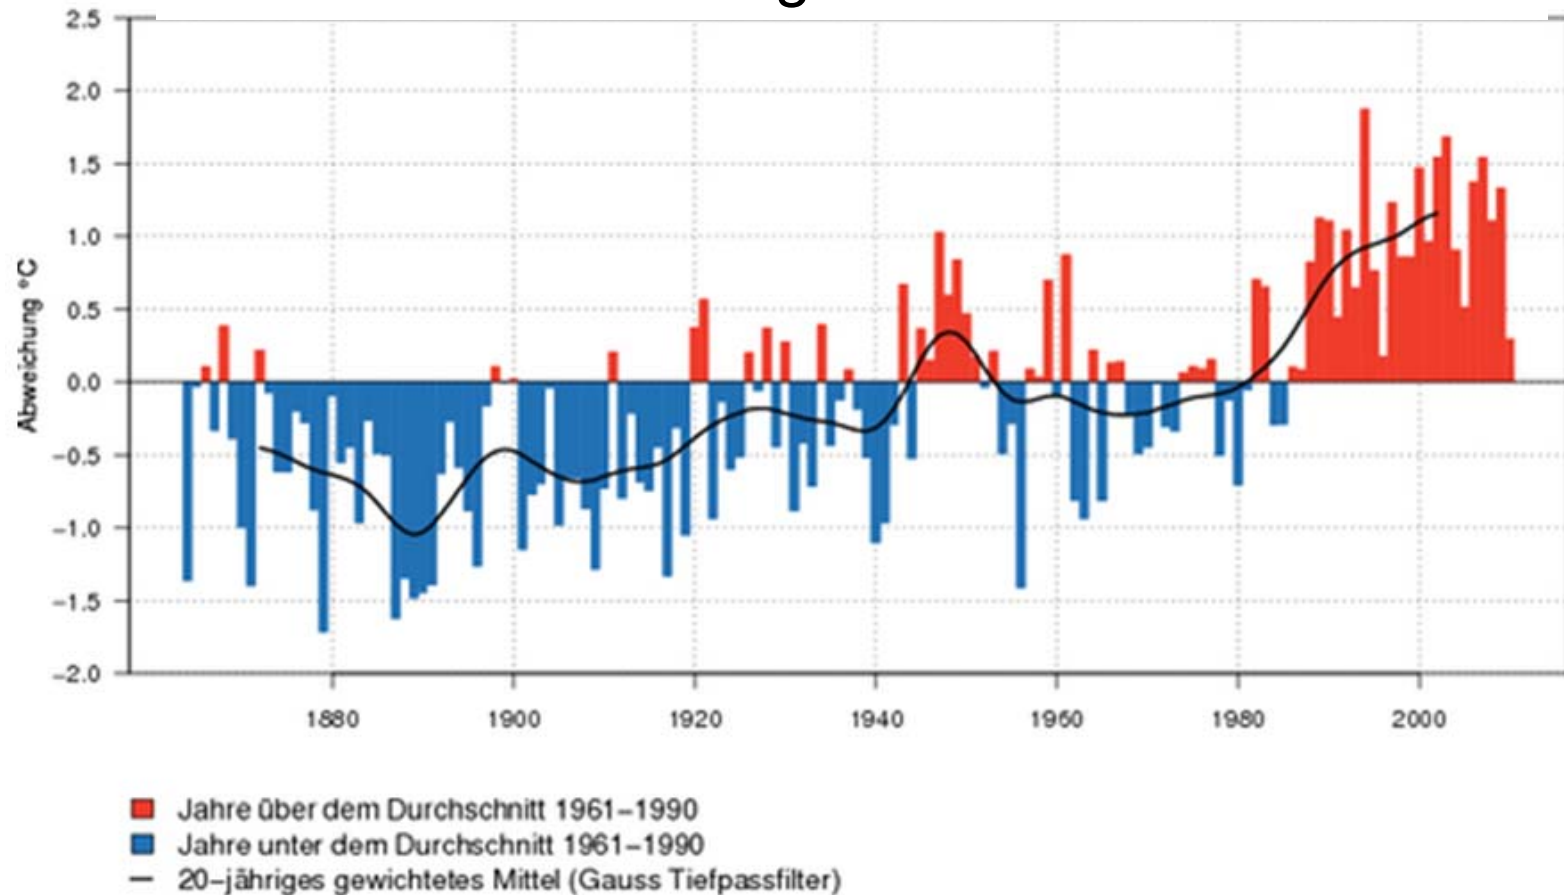 2.5
2.0
1.5
1.0
0.5
0.0
−0.5
−1.0
−1.5
−2.0
Abweichung °C
1880 1900 1920 1940 1960 1980 2000
Jahre über dem Durchschnitt 1961−1990
Jahre unter dem Durchschnitt 1961−1990
20−jähriges gewichtetes Mittel (Gauss Tiefpassfilter)